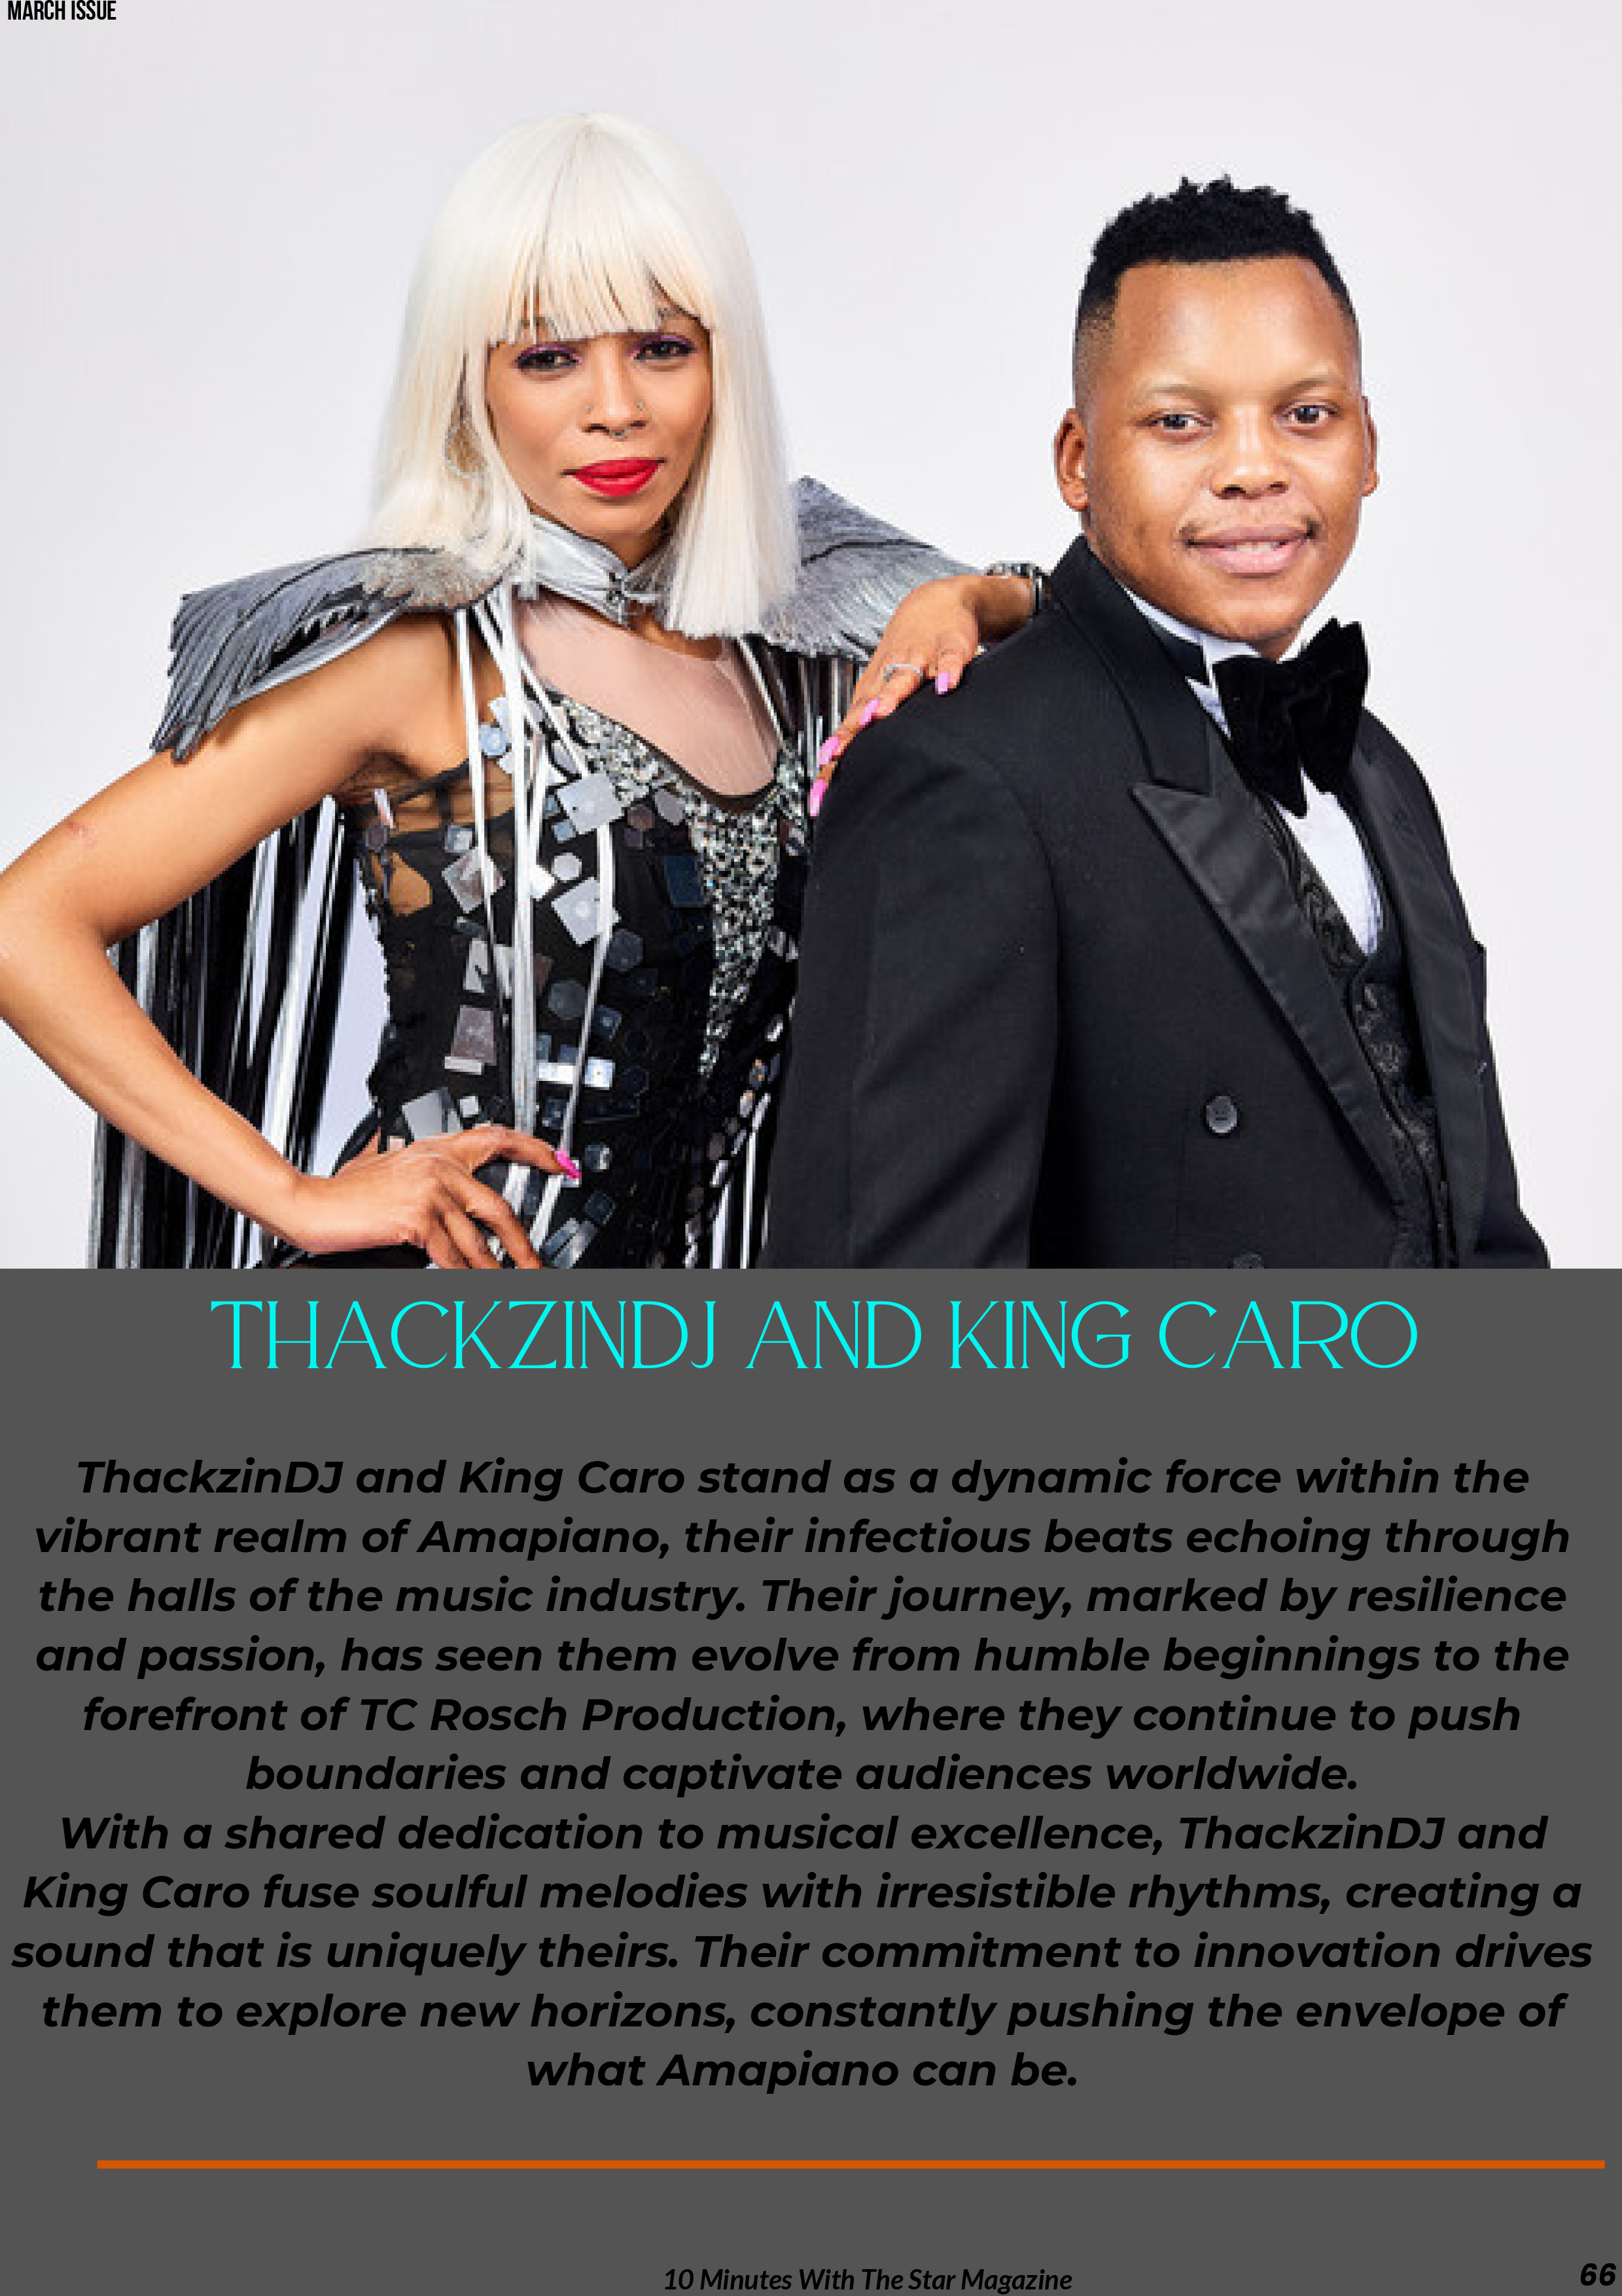 MARCH ISSUE
THACKZINDJ AND KING CARO
ThackzinDJ and King Caro stand as a dynamic force within the
vibrant realm of Amapiano, their infectious beats echoing through
the halls of the music industry. Their journey, marked by resilience
and passion, has seen them evolve from humble beginnings to the
forefront of TC Rosch Production, where they continue to push
boundaries and captivate audiences worldwide.
With a shared dedication to musical excellence, ThackzinDJ and
King Caro fuse soulful melodies with irresistible rhythms, creating a
sound that is uniquely theirs. Their commitment to innovation drives
them to explore new horizons, constantly pushing the envelope of
what Amapiano can be.
10 Minutes With The Star Magazine
66